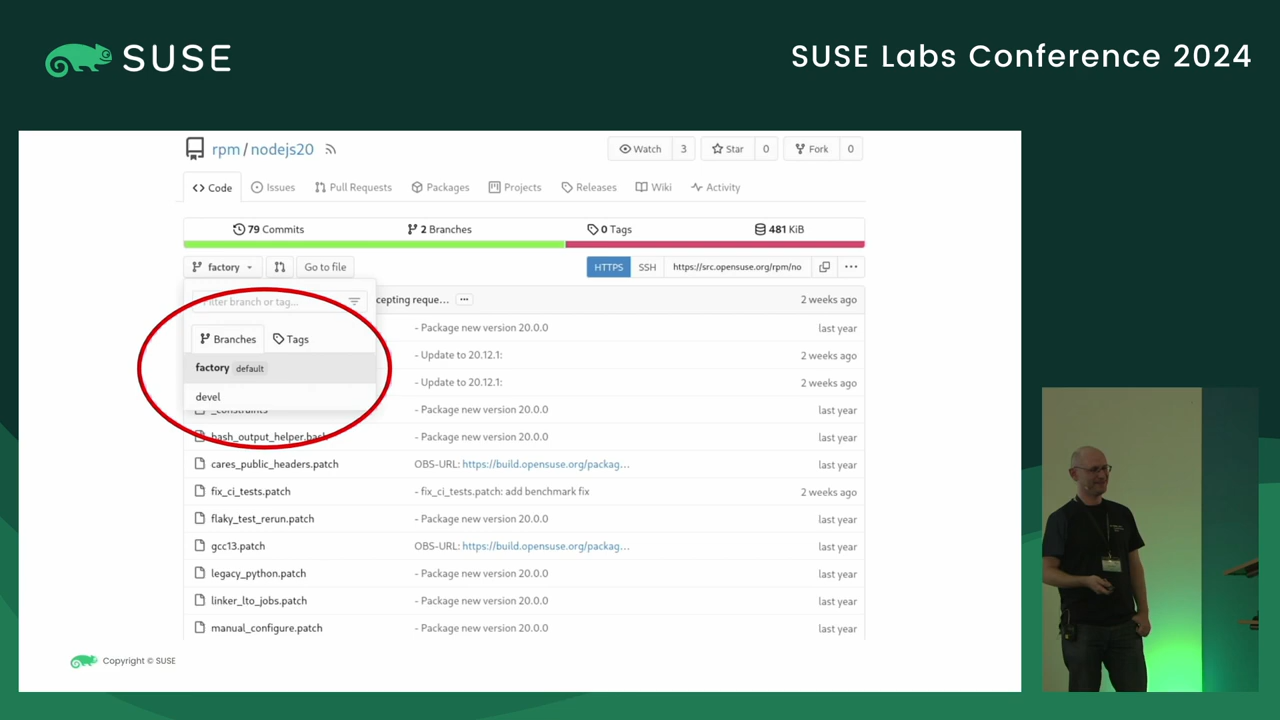 SUSE
SUSE Labs Conference 2024
rpm / nodejs20
Watch 3 Star 0 Fork 0
Code Issues Pull Requests Packages Projects Releases Wiki Activity
79 Commits 2 Branches 0 Tags 481 KiB
factory Go to file HTTPS SSH https://src.opensuse.org/rpm/no
Filter branch or tag... cepting reque... ... 2 weeks ago
- Package new version 20.0.0 last year
Branches Tags
- Update to 20.12.1: 2 weeks ago
factory default
- Update to 20.12.1: 2 weeks ago
devel
_constraints - Package new version 20.0.0 last year
bash_output_helper.bash - Package new version 20.0.0 last year
cares_public_headers.patch OBS-URL: https://build.opensuse.org/packag... last year
fix_ci_tests.patch - fix_ci_tests.patch: add benchmark fix 2 weeks ago
flaky_test_rerun.patch - Package new version 20.0.0 last year
gcc13.patch OBS-URL: https://build.opensuse.org/packag... last year
legacy_python.patch - Package new version 20.0.0 last year
linker_lto_jobs.patch - Package new version 20.0.0 last year
manual_configure.patch - Package new version 20.0.0 last year
Copyright © SUSE